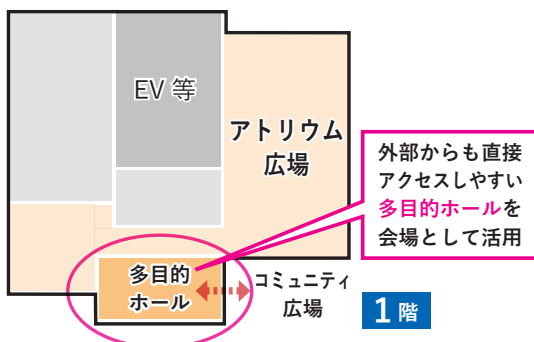 EV 等
アトリウム
広場
外部からも直接
アクセスしやすい
多目的ホールを
会場として活用
多目的
ホール
コミュニティ
広場
1階